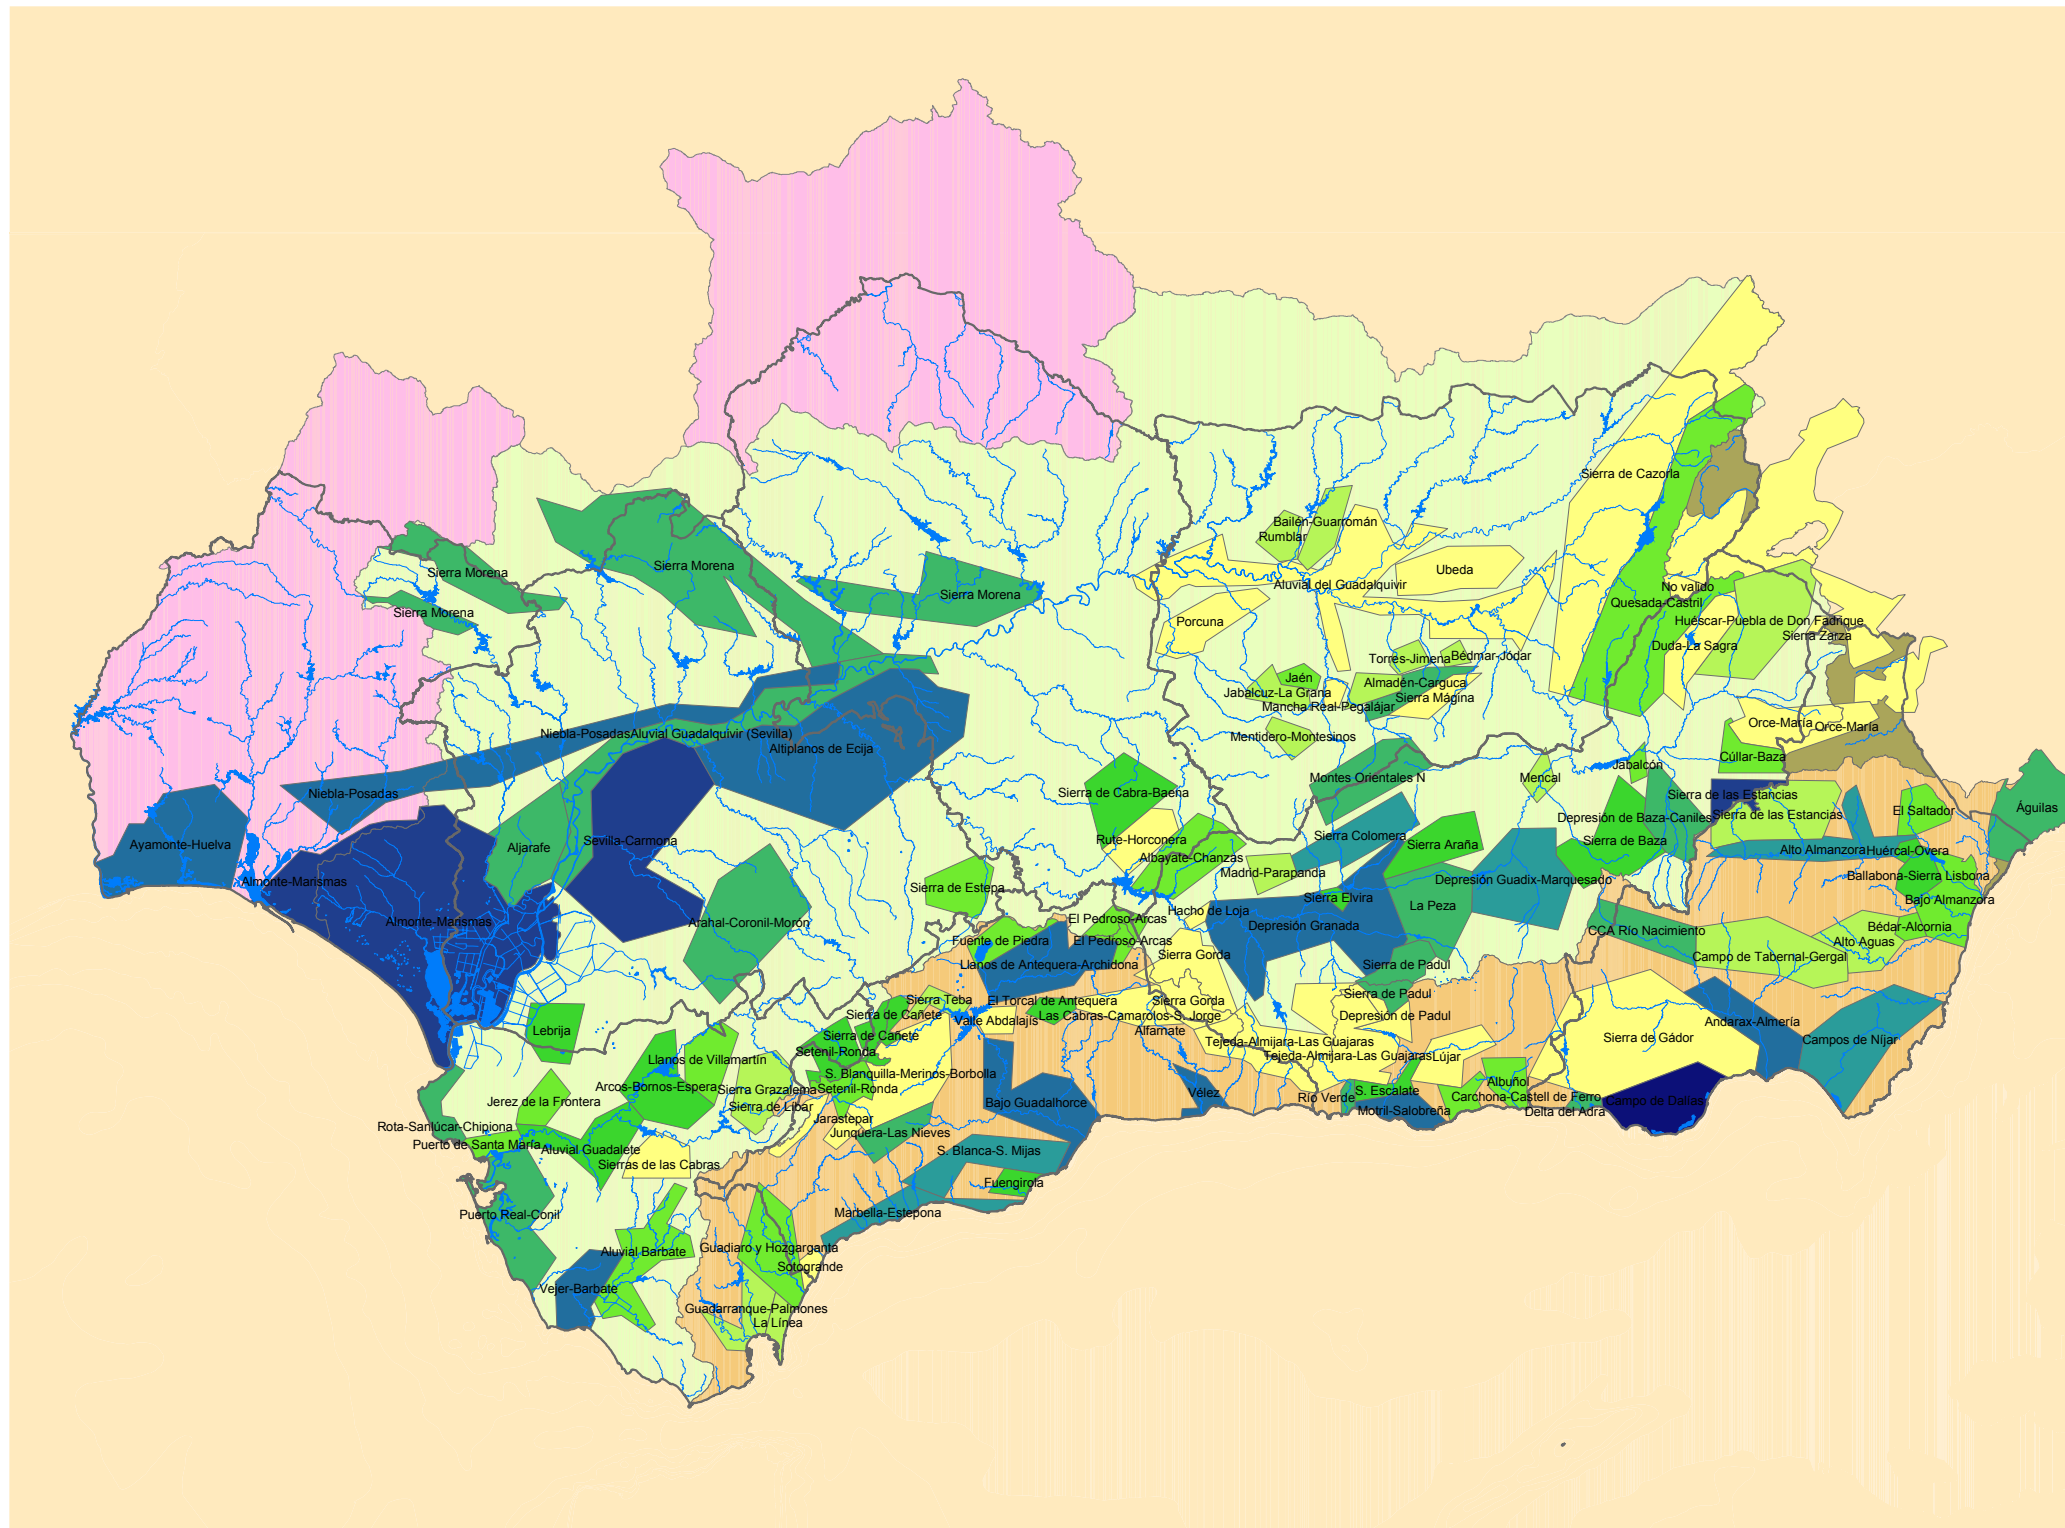 Sierra de Cazorla
Bailén-Guarromán
Rumblar
Sierra Morena
Sierra Morena
Sierra Morena
Sierra Morena
Ubeda
Aluvial del Guadalquivir
No valido
Quesada-Castril
Porcuna
Huéscar-Puebla de Don Fadrique
Sierra Zarza
Duda-La Sagra
Torres-Jimena
Bédmar-Jódar
Jaén
Almadén-Carguca
Jabalcuz-La Grana
Sierra Mágina
Mancha Real-Pegalájar
Orce-María
Orce-María
Niebla-Posadas
Aluvial Guadalquivir (Sevilla)
Mentidero-Montesinos
Altiplanos de Ecija
Cúllar-Baza
Jabalcón
Montes Orientales N
Mencal
Niebla-Posadas
Sierra de Cabra-Baena
Sierra de las Estancias
Águilas
El Saltador
Sierra de las Estancias
Depresión de Baza-Caniles
Sierra Colomera
Rute-Horconera
Sevilla-Carmona
Sierra de Baza
Ayamonte-Huelva
Aljarafe
Sierra Araña
Alto Almanzora
Huércal-Overa
Albayate-Chanzas
Madrid-Parapanda
Ballabona-Sierra Lisbona
Almonte-Marismas
Sierra de Estepa
Depresión Guadix-Marquesado
Sierra Elvira
Bajo Almanzora
La Peza
Hacho de Loja
El Pedroso-Arcas
Almonte-Marismas
Arahal-Coronil-Morón
Depresión Granada
Bédar-Alcornia
CCA Río Nacimiento
Fuente de Piedra
El Pedroso-Arcas
Alto Aguas
Sierra Gorda
Campo de Tabernal-Gergal
Llanos de Antequera-Archidona
Sierra de Padul
Sierra de Padul
Sierra Teba
El Torcal de Antequera
Sierra Gorda
Sierra de Cañete
Valle Abdalajís
Las Cabras-Camarolos-S. Jorge
Depresión de Padul
Andarax-Almería
Lebrija
Alfarnate
Sierra de Cañete
Sierra de Gádor
Campos de Níjar
Tejeda-Almijara-Las Guajaras
Setenil-Ronda
Llanos de Villamartín
Tejeda-Almijara-Las Guajaras
Lújar
S. Blanquilla-Merinos-Borbolla
Arcos-Bornos-Espera
Sierra Grazalema
Setenil-Ronda
Albuñol
Vélez
S. Escalate
Río Verde
Carchona-Castell de Ferro
Jerez de la Frontera
Bajo Guadalhorce
Campo de Dalías
Sierra de Líbar
Motril-Salobreña
Delta del Adra
Jarastepar
Rota-Sanlúcar-Chipiona
Junquera-Las Nieves
Puerto de Santa María
Aluvial Guadalete
S. Blanca-S. Mijas
Sierras de las Cabras
Fuengirola
Puerto Real-Conil
Marbella-Estepona
Aluvial Barbate
Guadiaro y Hozgarganta
Sotogrande
Vejer-Barbate
Guadarranque-Palmones
La Línea